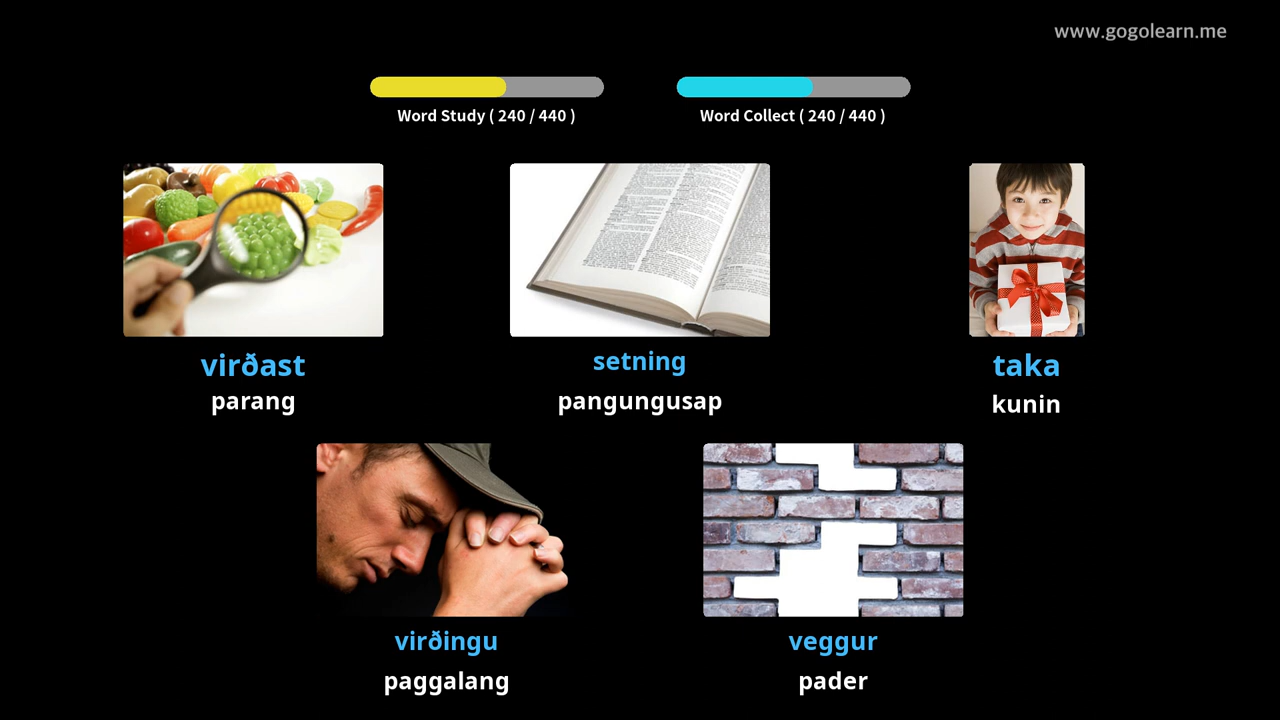 www.gogolearn.me
Word Study ( 240 / 440 )
Word Collect ( 240 / 440 )
virðast
parang
setning
pangungusap
taka
kunin
virðingu
paggalang
veggur
pader